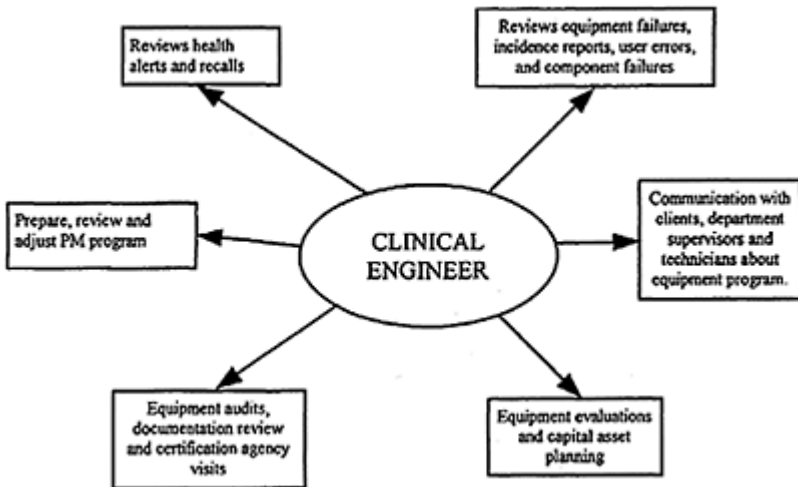 Reviews health
alerts and recalls
Reviews equipment failures,
incidence reports, user errors,
and component failures
Prepare, review and
adjust PM program
CLINICAL
ENGINEER
Communication with
clients, department
supervisors and
technicians about
equipment program.
Equipment audits,
documentation review
and certification agency
visits
Equipment evaluations
and capital asset
planning